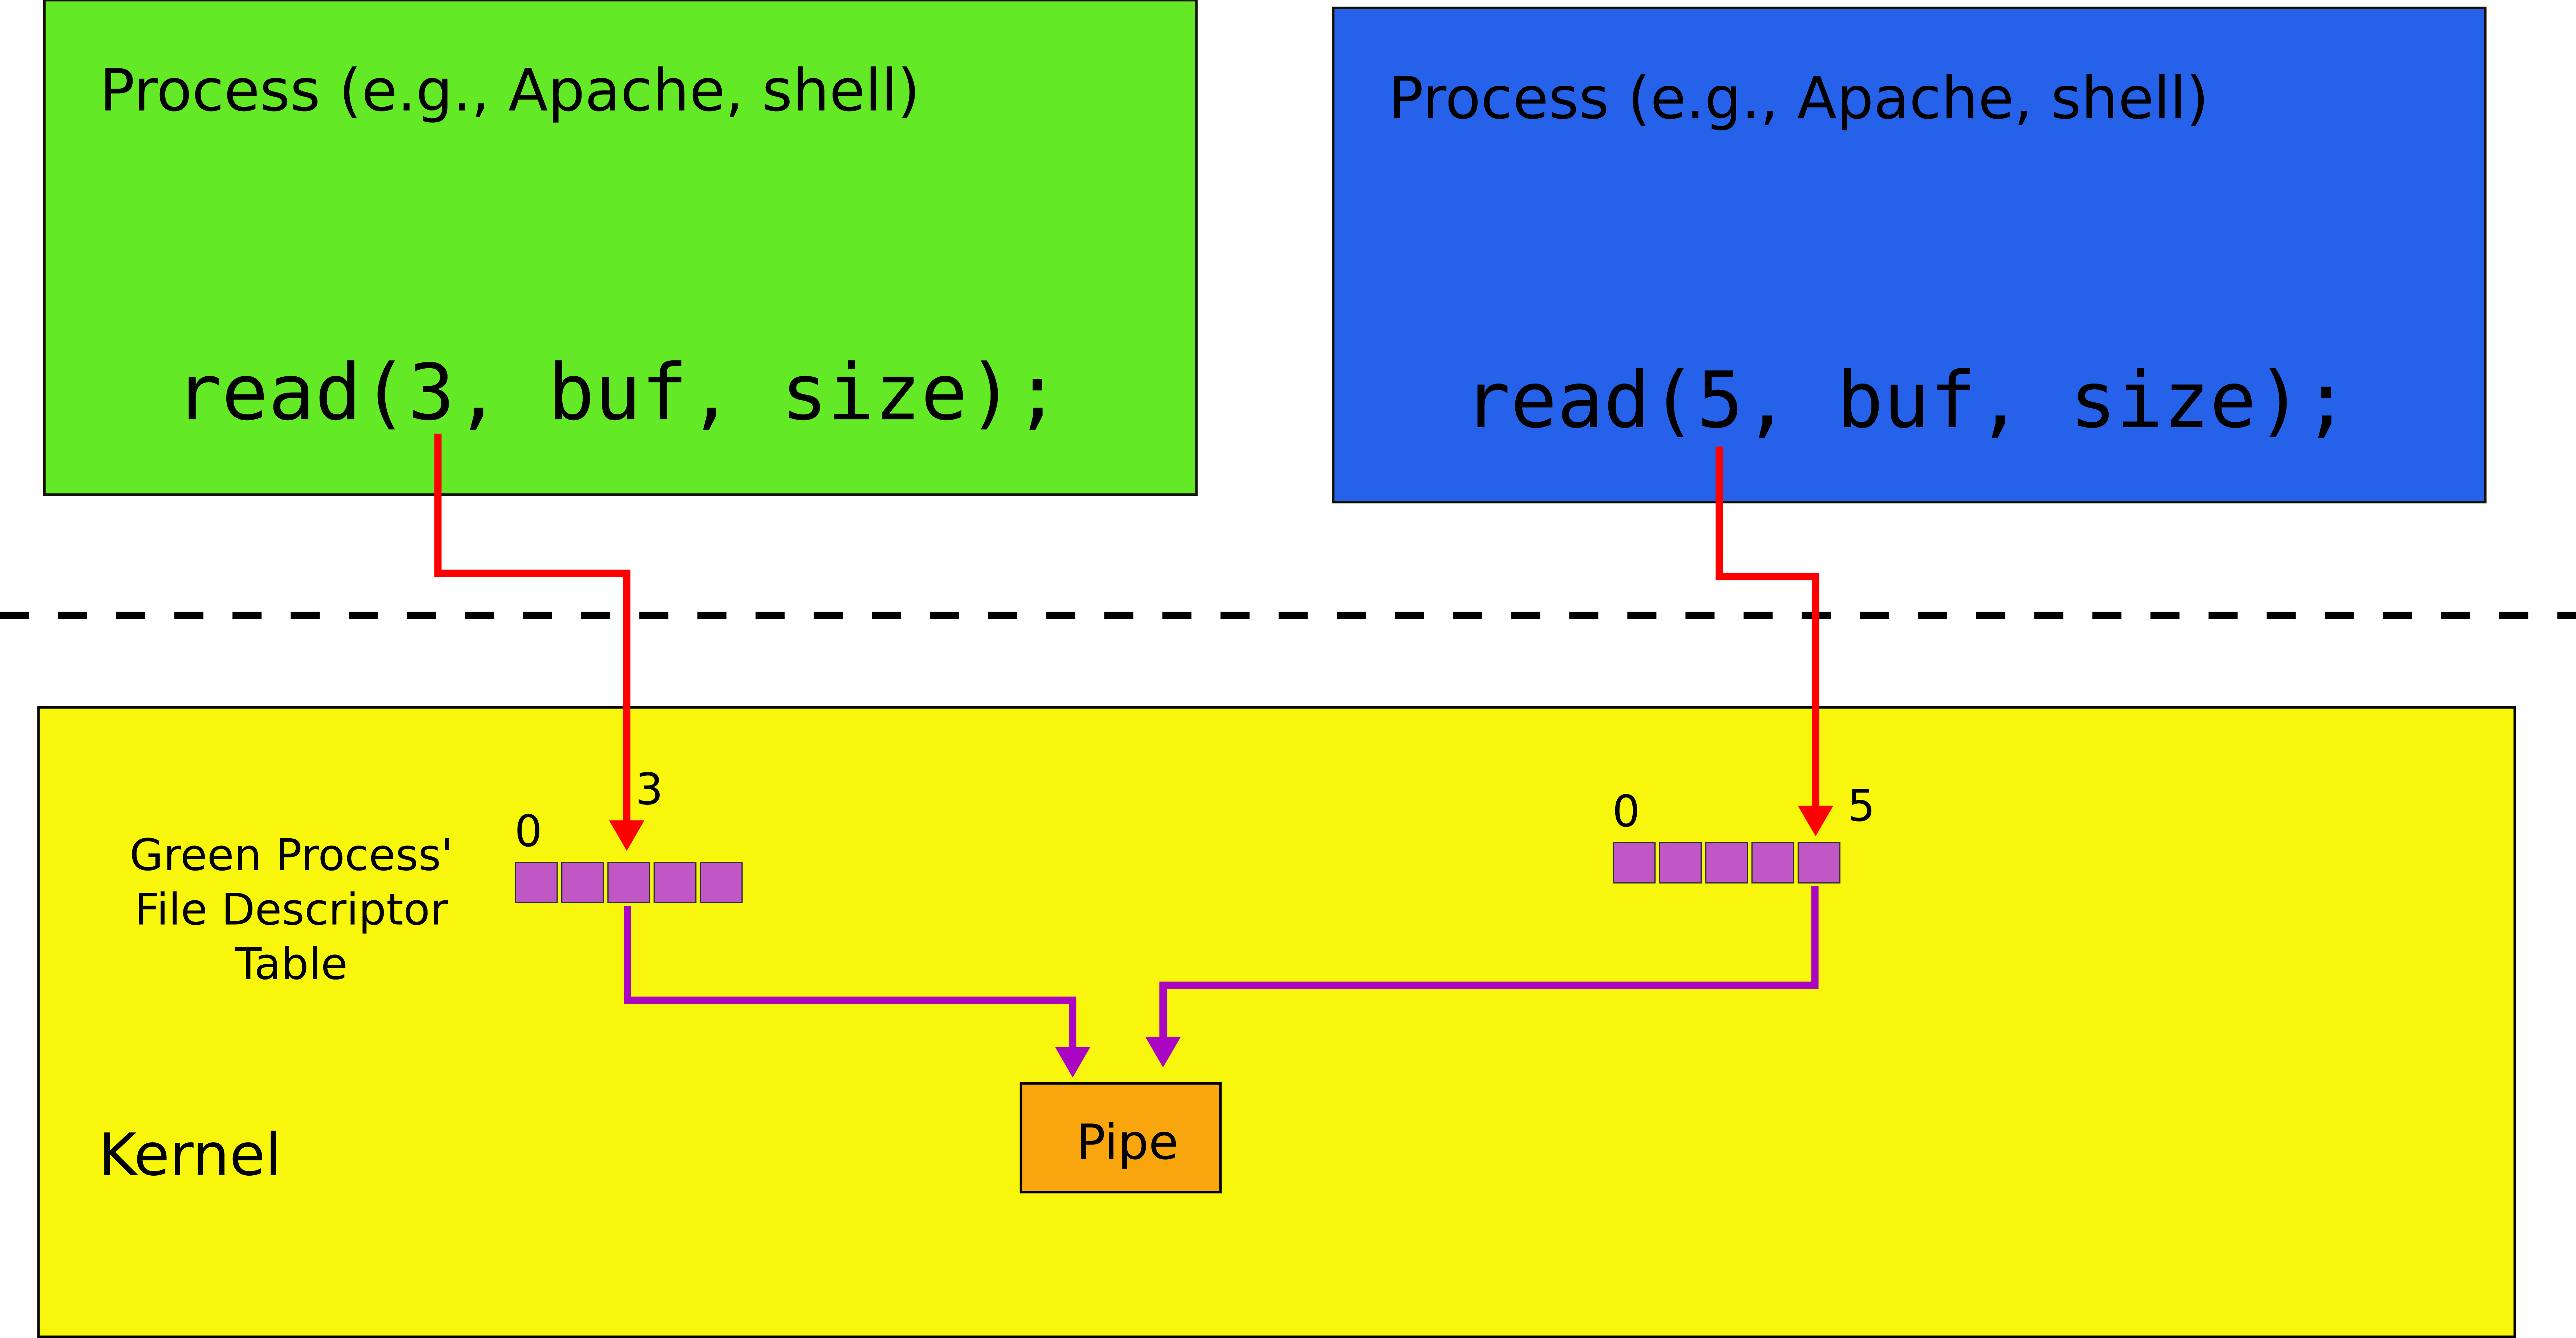 Process (e.g., Apache, shell)
read(3, buf, size);
Process (e.g., Apache, shell)
read(5, buf, size);
0
3
Green Process'
File Descriptor
Table
0
5
Pipe
Kernel